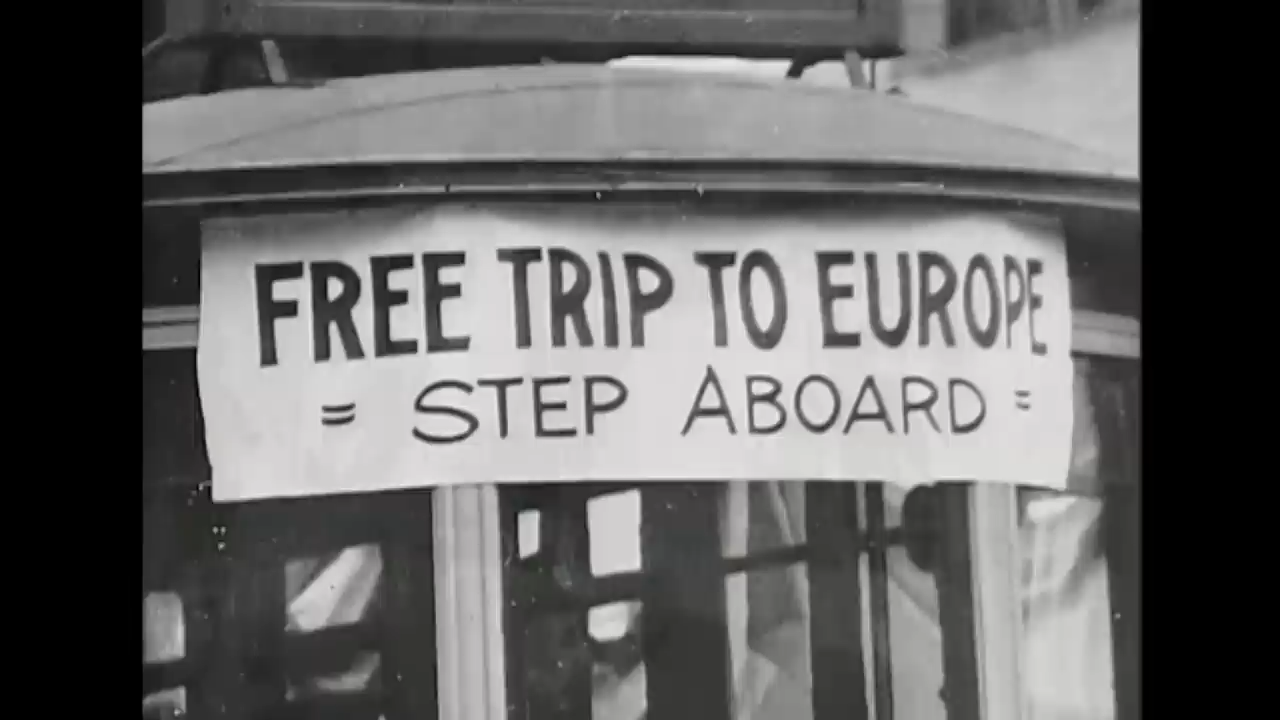 FREE TRIP TO EUROPE
= STEP ABOARD =